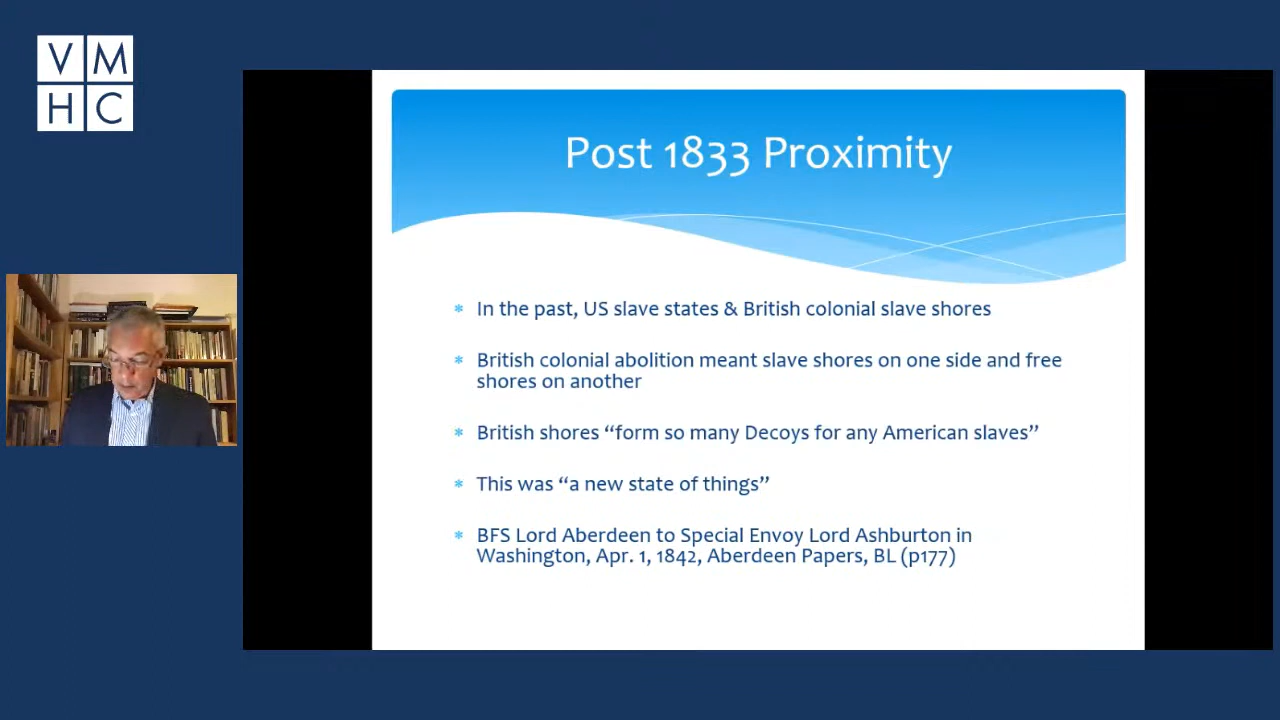 V M
H C
Post 1833 Proximity
In the past, US slave states & British colonial slave shores
British colonial abolition meant slave shores on one side and free
shores on another
British shores “form so many Decoys for any American slaves”
This was “a new state of things”
BFS Lord Aberdeen to Special Envoy Lord Ashburton in
Washington, Apr. 1, 1842, Aberdeen Papers, BL (p177)